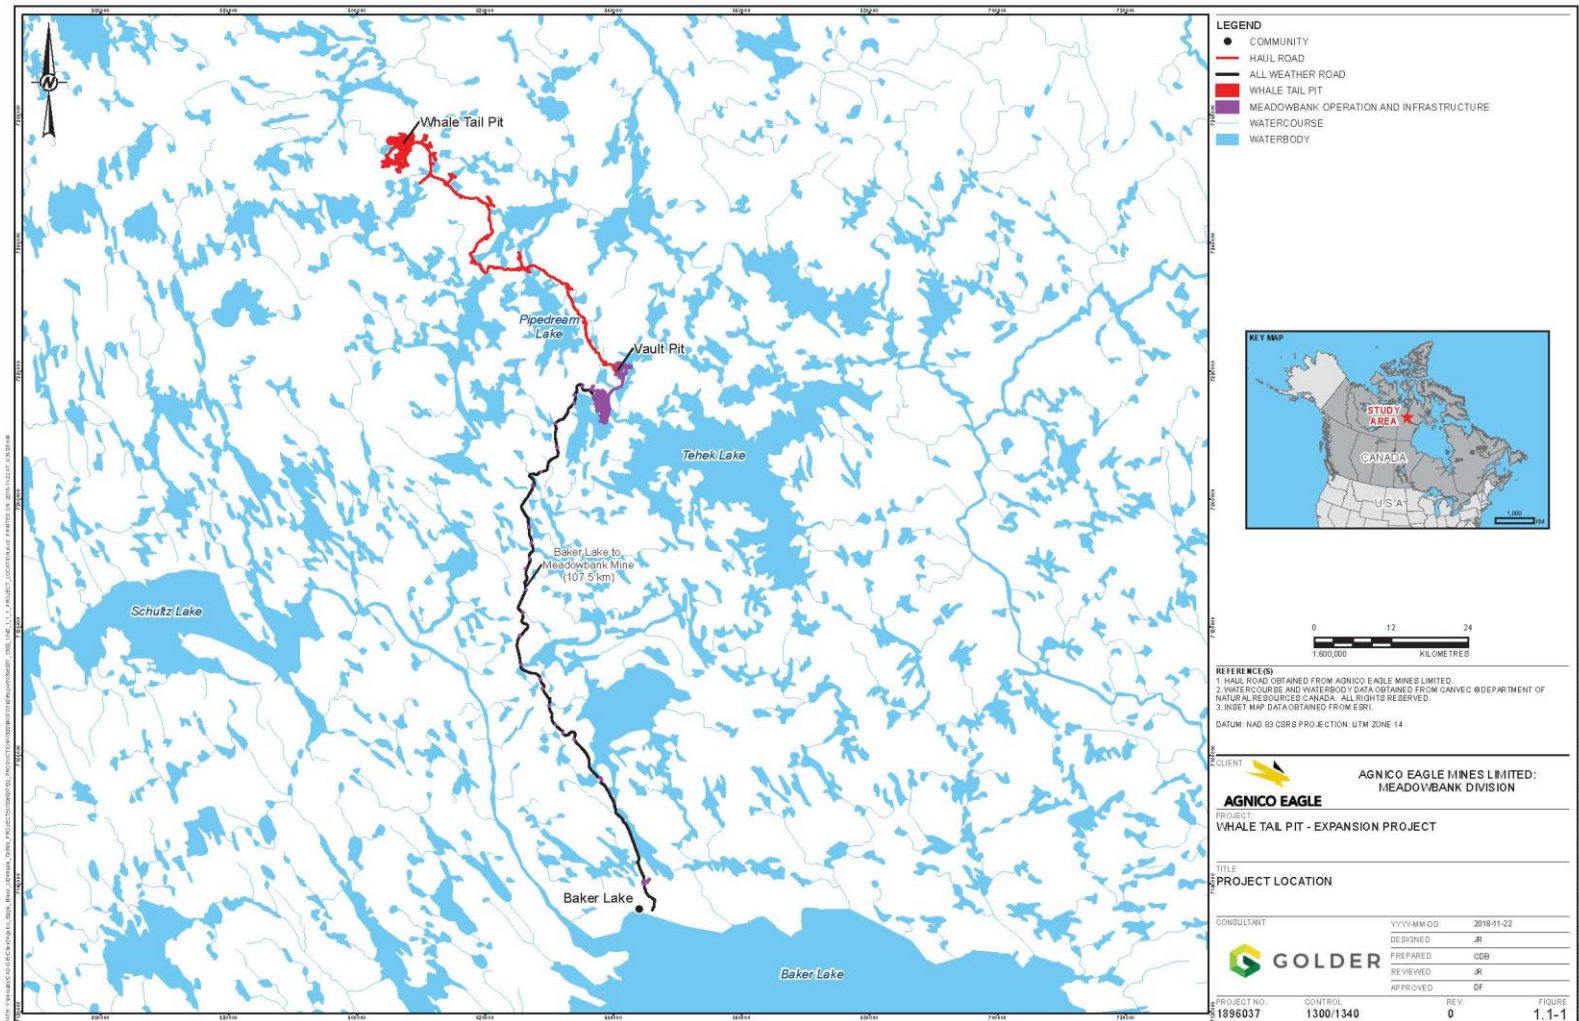 N
Whale Tail Pit
Pipedream
Lake
Vault Pit
Tehek Lake
Baker Lake to
Meadowbank Mine
(107.5 km)
Schultz Lake
Baker Lake
Baker Lake
LEGEND
COMMUNITY
HAUL ROAD
ALL WEATHER ROAD
WHALE TAIL PIT
MEADOWBANK OPERATION AND INFRASTRUCTURE
WATERCOURSE
WATERBODY
KEY MAP
STUDY
AREA
CANADA
U S A
1,000
KM
0 12 24
1:600,000 KILOMETRES
REFERENCE(S)
1. HAUL ROAD OBTAINED FROM AGNICO EAGLE MINES LIMITED.
2. WATERCOURSE AND WATERBODY DATA OBTAINED FROM CANVEC © DEPARTMENT OF
NATURAL RESOURCES CANADA. ALL RIGHTS RESERVED.
3. INSET MAP DATA OBTAINED FROM ESRI.
DATUM: NAD 83 CSRS PROJECTION: UTM ZONE 14
CLIENT
AGNICO EAGLE
AGNICO EAGLE MINES LIMITED:
MEADOWBANK DIVISION
PROJECT
WHALE TAIL PIT - EXPANSION PROJECT
TITLE
PROJECT LOCATION
CONSULTANT
GOLDER
YYYY-MM-DD 2018-11-22
DESIGNED JR
PREPARED CDB
REVIEWED JR
APPROVED DF
PROJECT NO. CONTROL REV. FIGURE
1896037 1300/1340 0 1.1-1